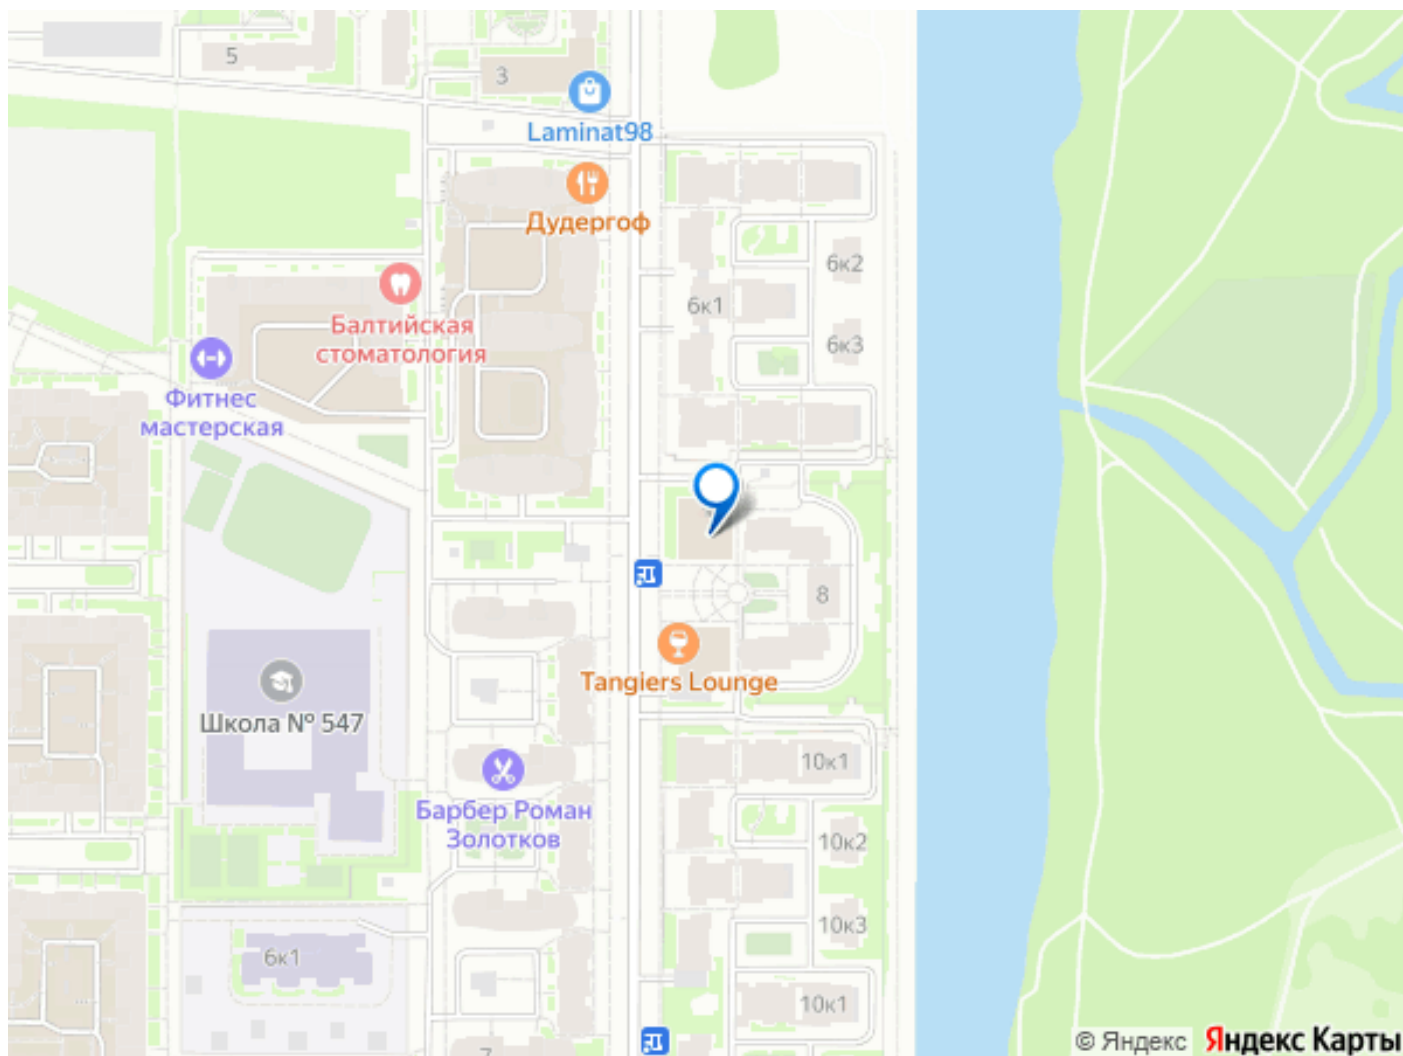 5
3
Laminat98
Дудергоф
6к2
Балтийская
стоматология
6к1
6к3
Фитнес
мастерская
8
Tangiers Lounge
Школа № 547
10к1
Барбер Роман
Золотков
10к2
10к3
6к1
10к1
7
© Яндекс Яндекс Карты